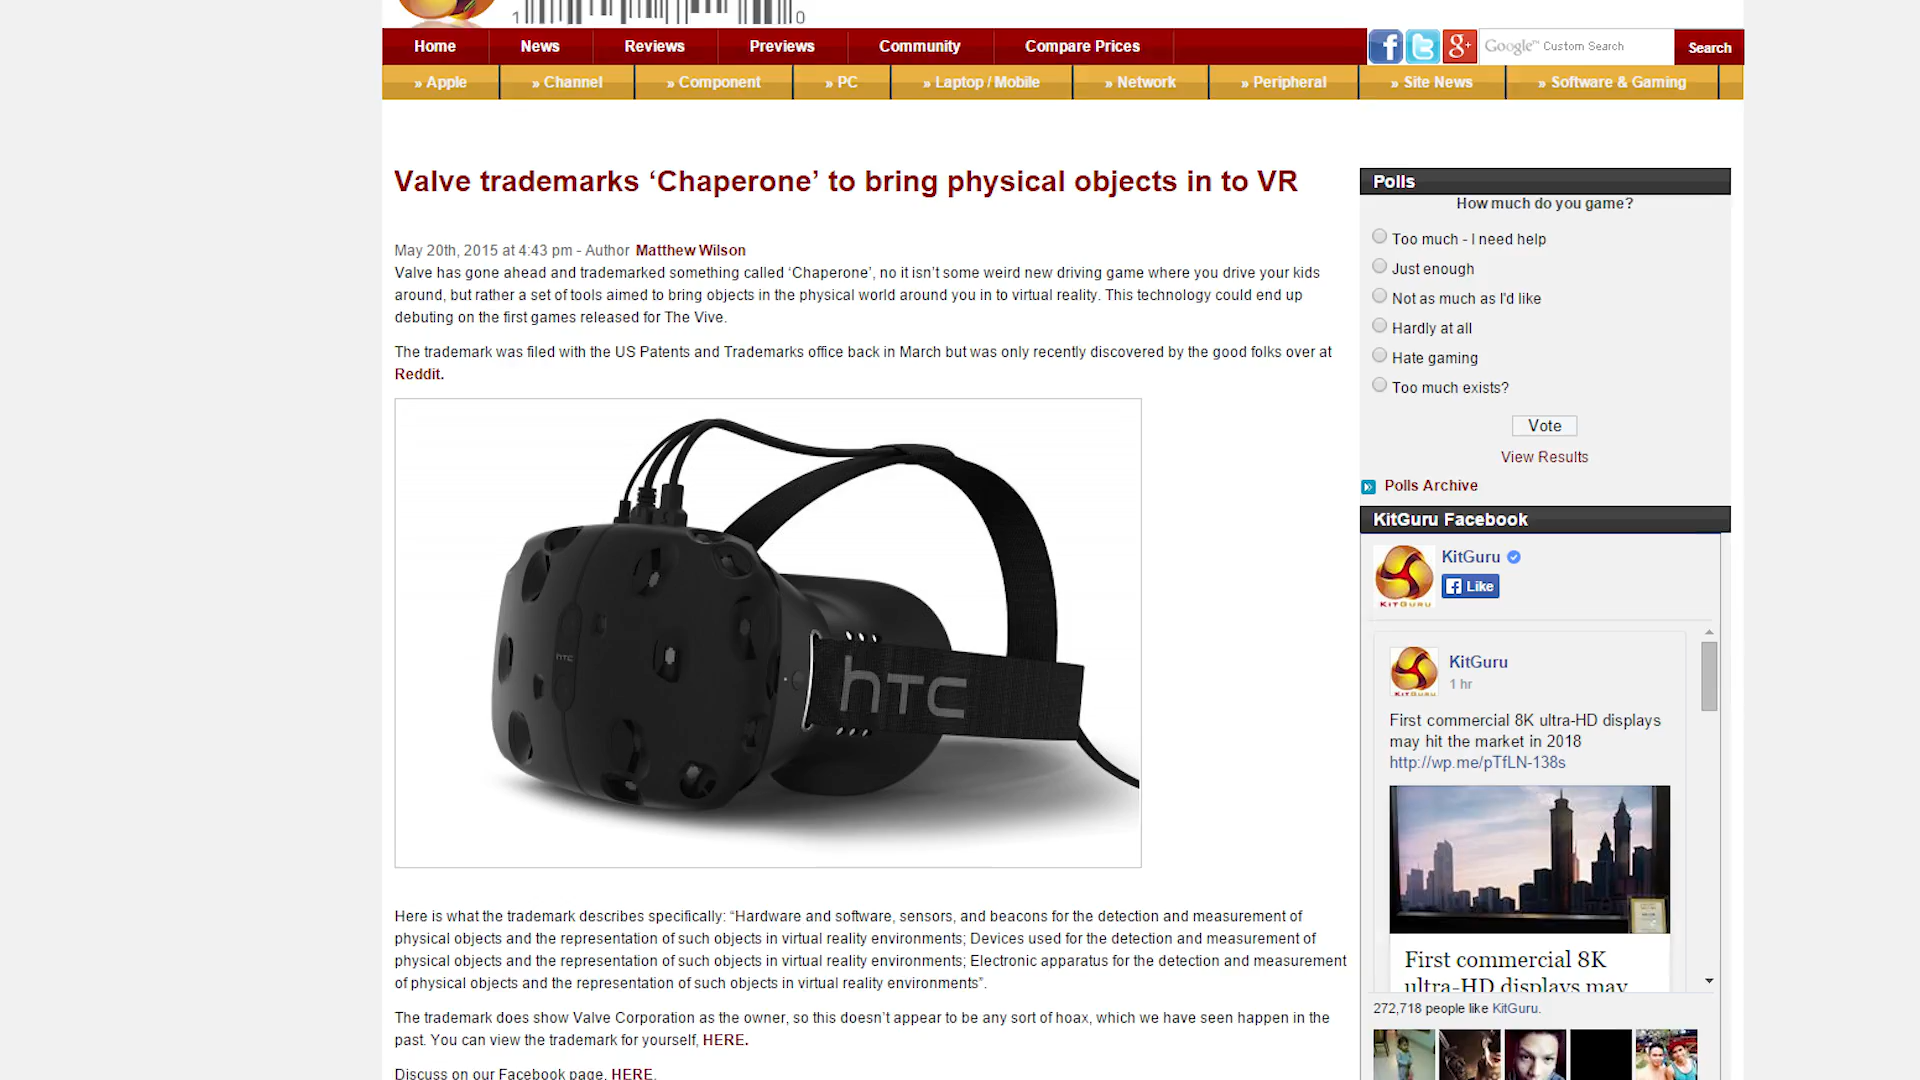 1 0
Home News Reviews Previews Community Compare Prices Google™ Custom Search Search
» Apple » Channel » Component » PC » Laptop / Mobile » Network » Peripheral » Site News » Software & Gaming
Valve trademarks ‘Chaperone’ to bring physical objects in to VR
May 20th, 2015 at 4:43 pm - Author Matthew Wilson
Valve has gone ahead and trademarked something called ‘Chaperone’, no it isn’t some weird new driving game where you drive your kids
around, but rather a set of tools aimed to bring objects in the physical world around you in to virtual reality. This technology could end up
debuting on the first games released for The Vive.
The trademark was filed with the US Patents and Trademarks office back in March but was only recently discovered by the good folks over at
Reddit.
hTC
hTC
Here is what the trademark describes specifically: “Hardware and software, sensors, and beacons for the detection and measurement of
physical objects and the representation of such objects in virtual reality environments; Devices used for the detection and measurement of
physical objects and the representation of such objects in virtual reality environments; Electronic apparatus for the detection and measurement
of physical objects and the representation of such objects in virtual reality environments”.
The trademark does show Valve Corporation as the owner, so this doesn’t appear to be any sort of hoax, which we have seen happen in the
past. You can view the trademark for yourself, HERE.
Discuss on our Facebook page, HERE.
Polls
How much do you game?
Too much - I need help
Just enough
Not as much as I'd like
Hardly at all
Hate gaming
Too much exists?
Vote
View Results
Polls Archive
KitGuru Facebook
KitGuru
Like
KITGURU
KitGuru
1 hr
KITGURU
First commercial 8K ultra-HD displays
may hit the market in 2018
http://wp.me/pTfLN-138s
First commercial 8K
ultra-HD displays may
272,718 people like KitGuru.